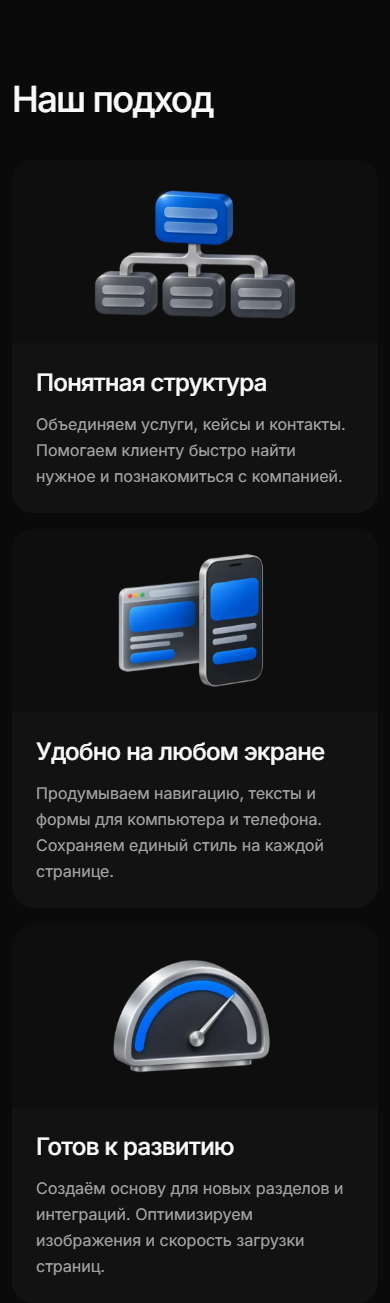 Наш подход
Понятная структура
Объединяем услуги, кейсы и контакты.
Помогаем клиенту быстро найти
нужное и познакомиться с компанией.
Удобно на любом экране
Продумываем навигацию, тексты и
формы для компьютера и телефона.
Сохраняем единый стиль на каждой
странице.
Готов к развитию
Создаём основу для новых разделов и
интеграций. Оптимизируем
изображения и скорость загрузки
страниц.